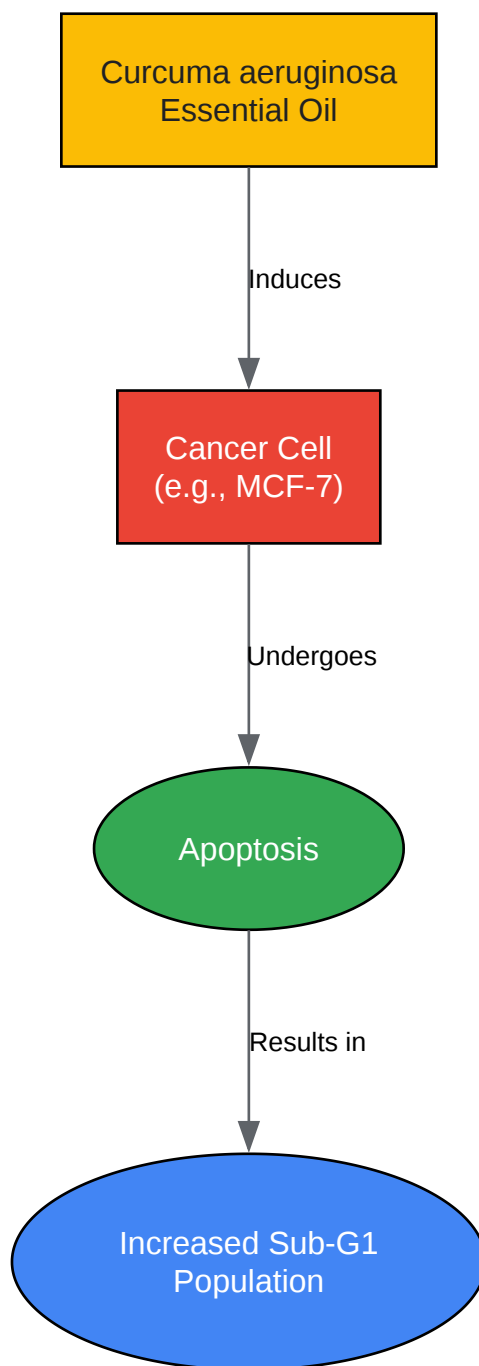 Curcuma aeruginosa
Essential Oil
Induces
Cancer Cell
(e.g., MCF-7)
Undergoes
Apoptosis
Results in
Increased Sub-G1
Population